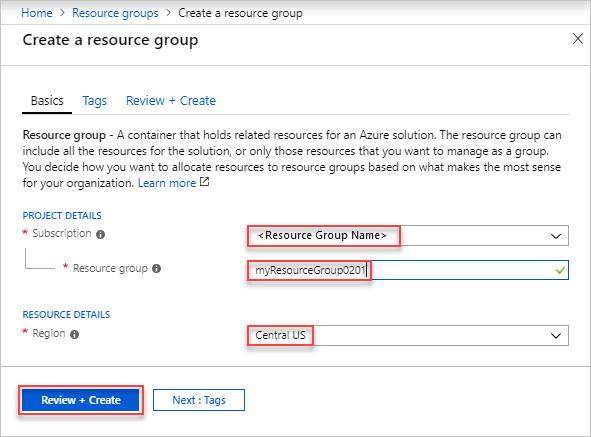 Home > Resource groups > Create a resource group
Create a resource group
Basics Tags Review + Create
Resource group - A container that holds related resources for an Azure solution. The resource group can
include all the resources for the solution, or only those resources that you want to manage as a group.
You decide how you want to allocate resources to resource groups based on what makes the most sense
for your organization. Learn more
PROJECT DETAILS
* Subscription <Resource Group Name>
* Resource group myResourceGroup0201
RESOURCE DETAILS
* Region Central US
Review + Create Next : Tags